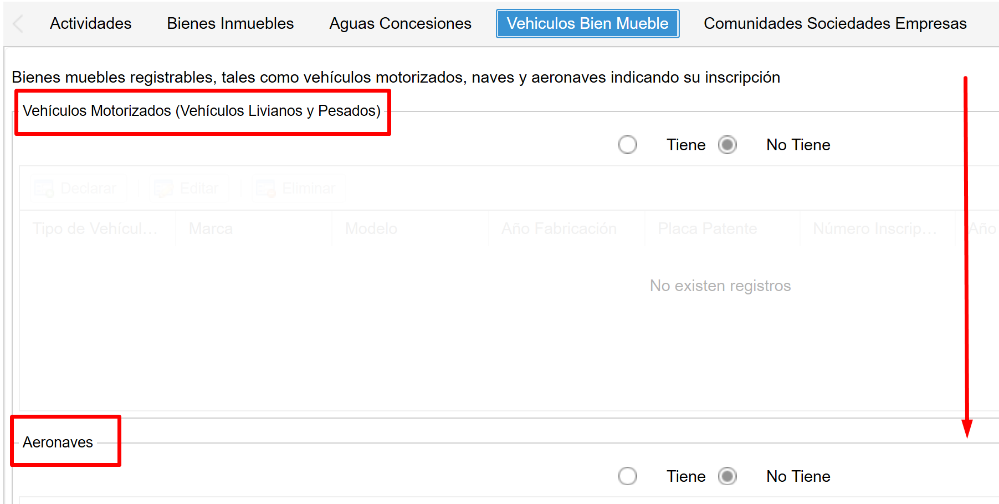 Actividades Bienes Inmuebles Aguas Concesiones Vehiculos Bien Mueble Comunidades Sociedades Empresas
Bienes muebles registrables, tales como vehículos motorizados, naves y aeronaves indicando su inscripción
Vehículos Motorizados (Vehículos Livianos y Pesados)
Tiene No Tiene
Declarar Editar Eliminar
Tipo de Vehícul... Marca Modelo Año Fabricación Placa Patente Número Inscrip... Año
No existen registros
Aeronaves
Tiene No Tiene